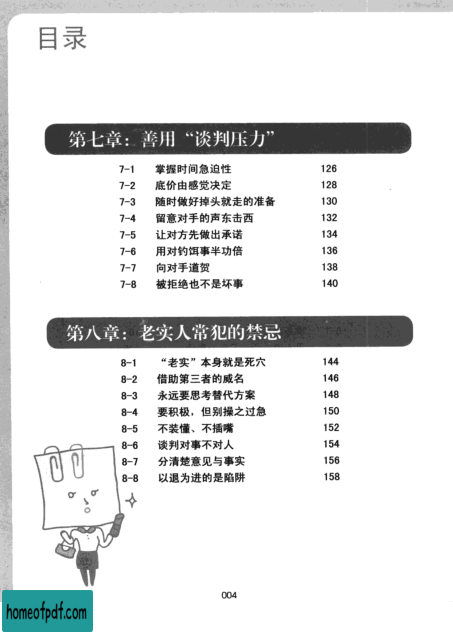 目录
第七章：善用“谈判压力”
7-1 掌握时间急迫性 126
7-2 底价由感觉决定 128
7-3 随时做好掉头就走的准备 130
7-4 留意对手的声东击西 132
7-5 让对方先做出承诺 134
7-6 用对钓饵事半功倍 136
7-7 向对手道贺 138
7-8 被拒绝也不是坏事 140
第八章：老实人常犯的禁忌
8-1 “老实”本身就是死穴 144
8-2 借助第三者的威名 146
8-3 永远要思考替代方案 148
8-4 要积极，但别操之过急 150
8-5 不装懂、不插嘴 152
8-6 谈判对事不对人 154
8-7 分清楚意见与事实 156
8-8 以退为进的是陷阱 158
004
homeofpdf.com